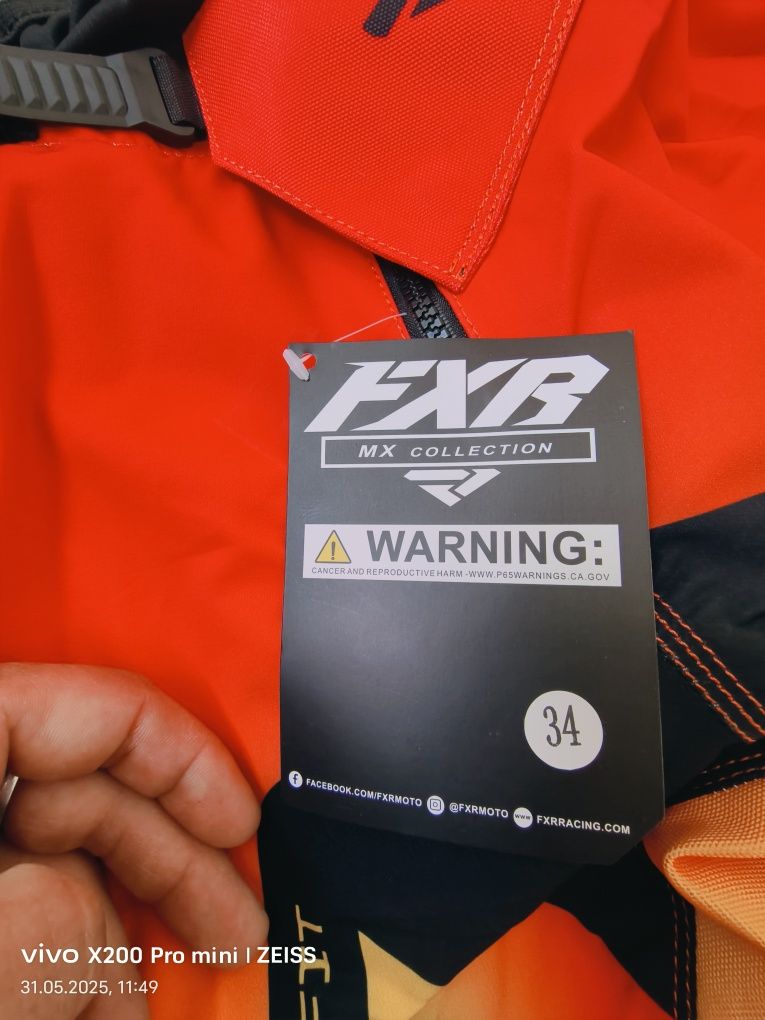 FXR
MX COLLECTION
WARNING:
CANCER AND REPRODUCTIVE HARM -WWW.P65WARNINGS.CA.GOV
34
FACEBOOK.COM/FXRMOTO @FXRMOTO WWW FXRRACING.COM
vivo X200 Pro mini | ZEISS
31.05.2025, 11:49